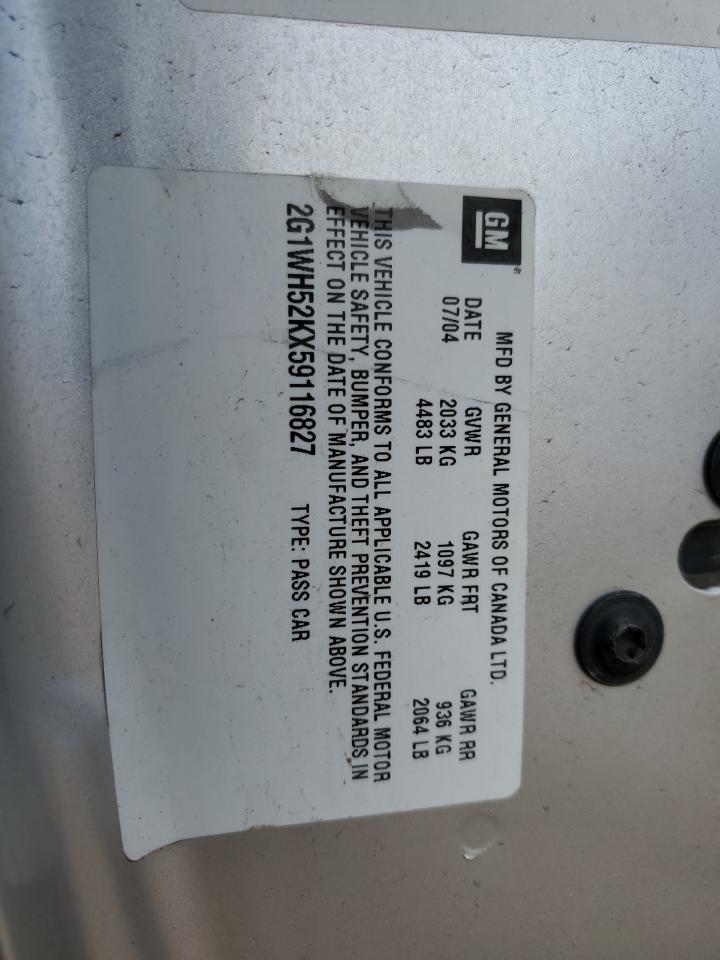 GM®
MFD BY GENERAL MOTORS OF CANADA LTD.
DATE GVWR GAWR FRT GAWR RR
07/04 2033 KG 1097 KG 936 KG
4483 LB 2419 LB 2064 LB
THIS VEHICLE CONFORMS TO ALL APPLICABLE U.S. FEDERAL MOTOR
VEHICLE SAFETY, BUMPER, AND THEFT PREVENTION STANDARDS IN
EFFECT ON THE DATE OF MANUFACTURE SHOWN ABOVE.
2G1WH52KX59116827 TYPE: PASS CAR